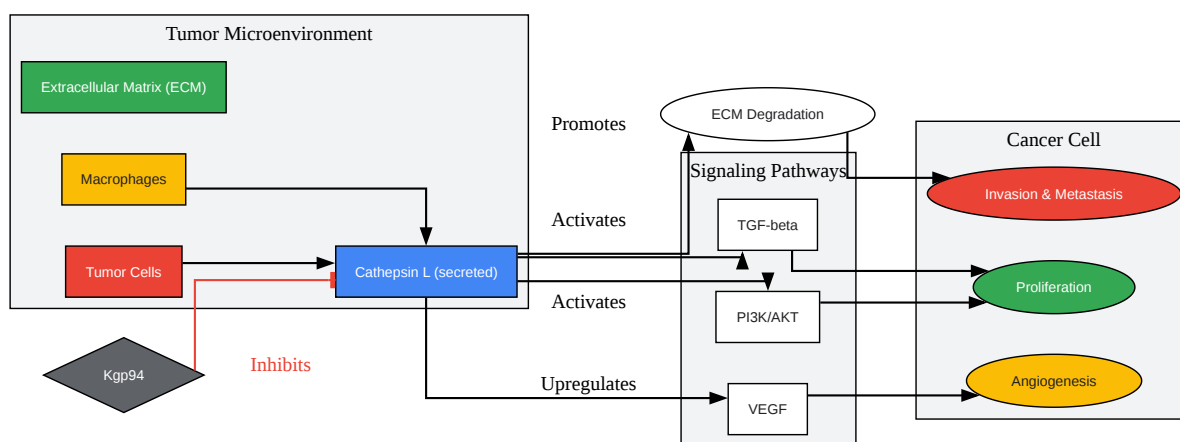 Tumor Microenvironment
Extracellular Matrix (ECM)
Macrophages
Tumor Cells
Cathepsin L (secreted)
Kgp94
Inhibits
Promotes
Activates
Activates
Upregulates
ECM Degradation
Signaling Pathways
TGF-beta
PI3K/AKT
VEGF
Cancer Cell
Invasion & Metastasis
Proliferation
Angiogenesis